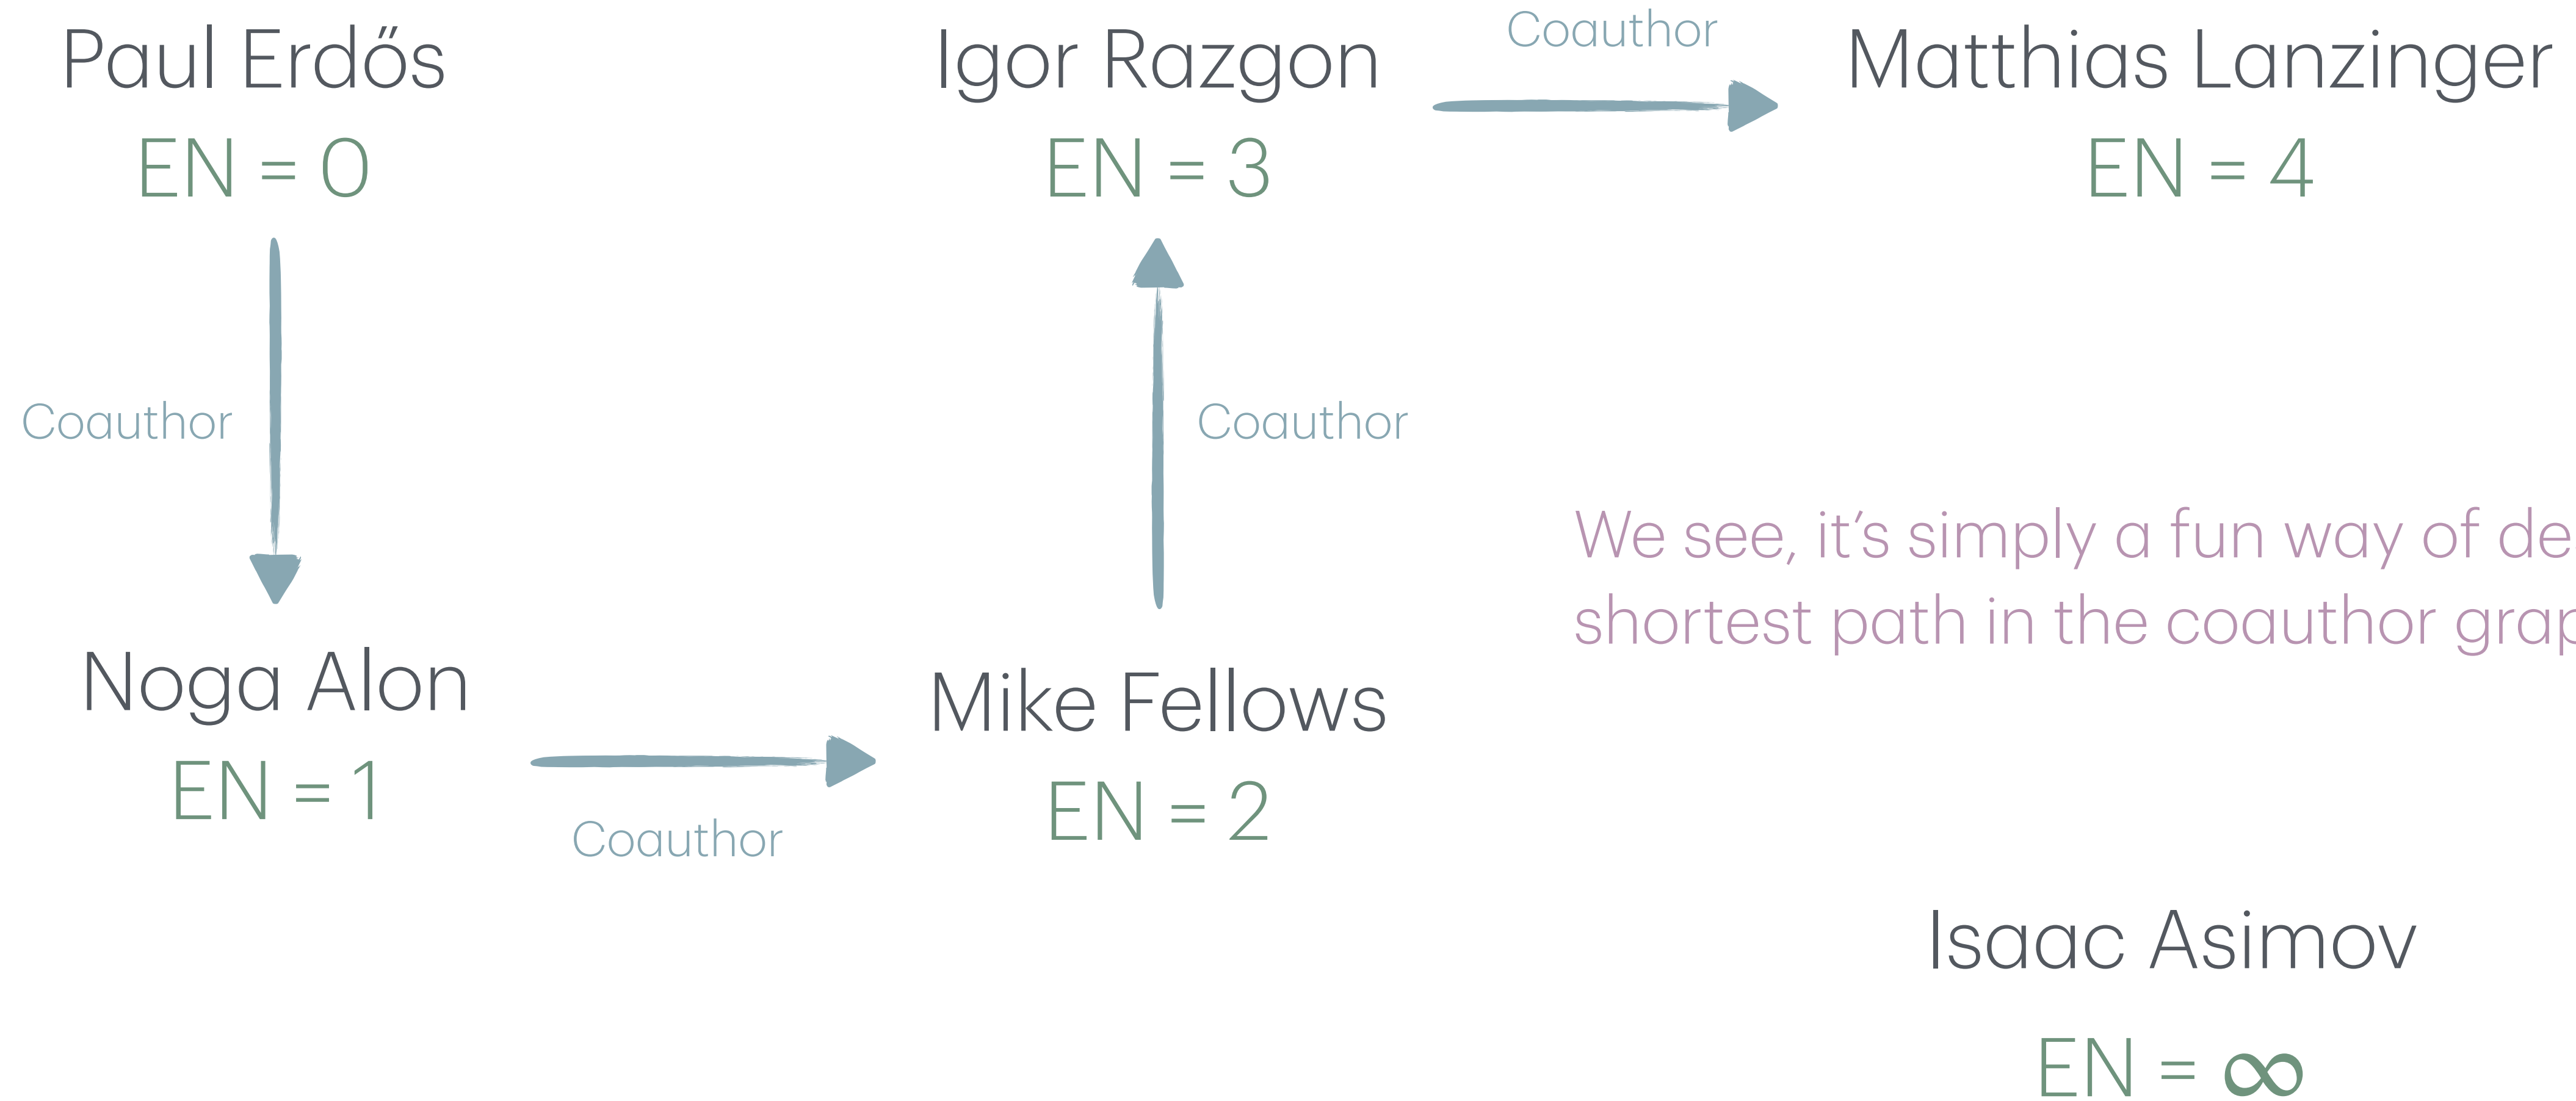 Paul Erdős
EN = 0
Coauthor
Noga Alon
EN = 1
Coauthor
Mike Fellows
EN = 2
Coauthor
Igor Razgon
EN = 3
Coauthor
Matthias Lanzinger
EN = 4
We see, it’s simply a fun way of
shortest path in the coauthor
Isaac Asimov
EN = ∞